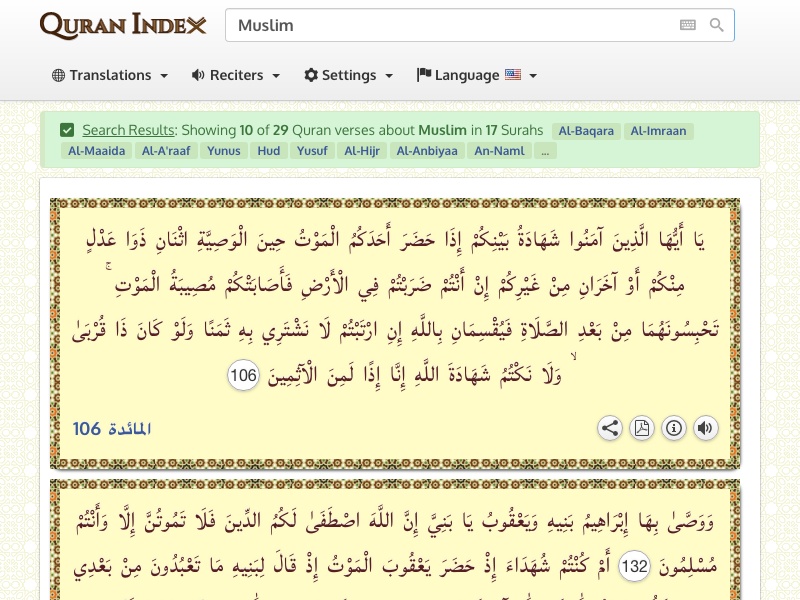 QURAN INDEX
Muslim
Translations
Reciters
Settings
Language
Search Results: Showing 10 of 29 Quran verses about Muslim in 17 Surahs Al-Baqara Al-Imraan
Al-Maaida Al-A'raaf Yunus Hud Yusuf Al-Hijr Al-Anbiyaa An-Naml ...
يَا أَيُّهَا الَّذِينَ آمَنُوا شَهَادَةُ بَيْنِكُمْ إِذَا حَضَرَ أَحَدَكُمُ الْمَوْتُ حِينَ الْوَصِيَّةِ اثْنَانِ ذَوَا عَدْلٍ
مِنْكُمْ أَوْ آخَرَانِ مِنْ غَيْرِكُمْ إِنْ أَنْتُمْ ضَرَبْتُمْ فِي الْأَرْضِ فَأَصَابَتْكُمْ مُصِيبَةُ الْمَوْتِ ۚ
تَحْبِسُونَهُمَا مِنْ بَعْدِ الصَّلَاةِ فَيُقْسِمَانِ بِاللَّهِ إِنِ ارْتَبْتُمْ لَا نَشْتَرِي بِهِ ثَمَنًا وَلَوْ كَانَ ذَا قُرْبَىٰ
ۙ وَلَا نَكْتُمُ شَهَادَةَ اللَّهِ إِنَّا إِذًا لَمِنَ الْآثِمِينَ 106
المائدة 106
وَوَصَّىٰ بِهَا إِبْرَاهِيمُ بَنِيهِ وَيَعْقُوبُ يَا بَنِيَّ إِنَّ اللَّهَ اصْطَفَىٰ لَكُمُ الدِّينَ فَلَا تَمُوتُنَّ إِلَّا وَأَنْتُمْ
مُسْلِمُونَ 132 أَمْ كُنْتُمْ شُهَدَاءَ إِذْ حَضَرَ يَعْقُوبَ الْمَوْتُ إِذْ قَالَ لِبَنِيهِ مَا تَعْبُدُونَ مِنْ بَعْدِي